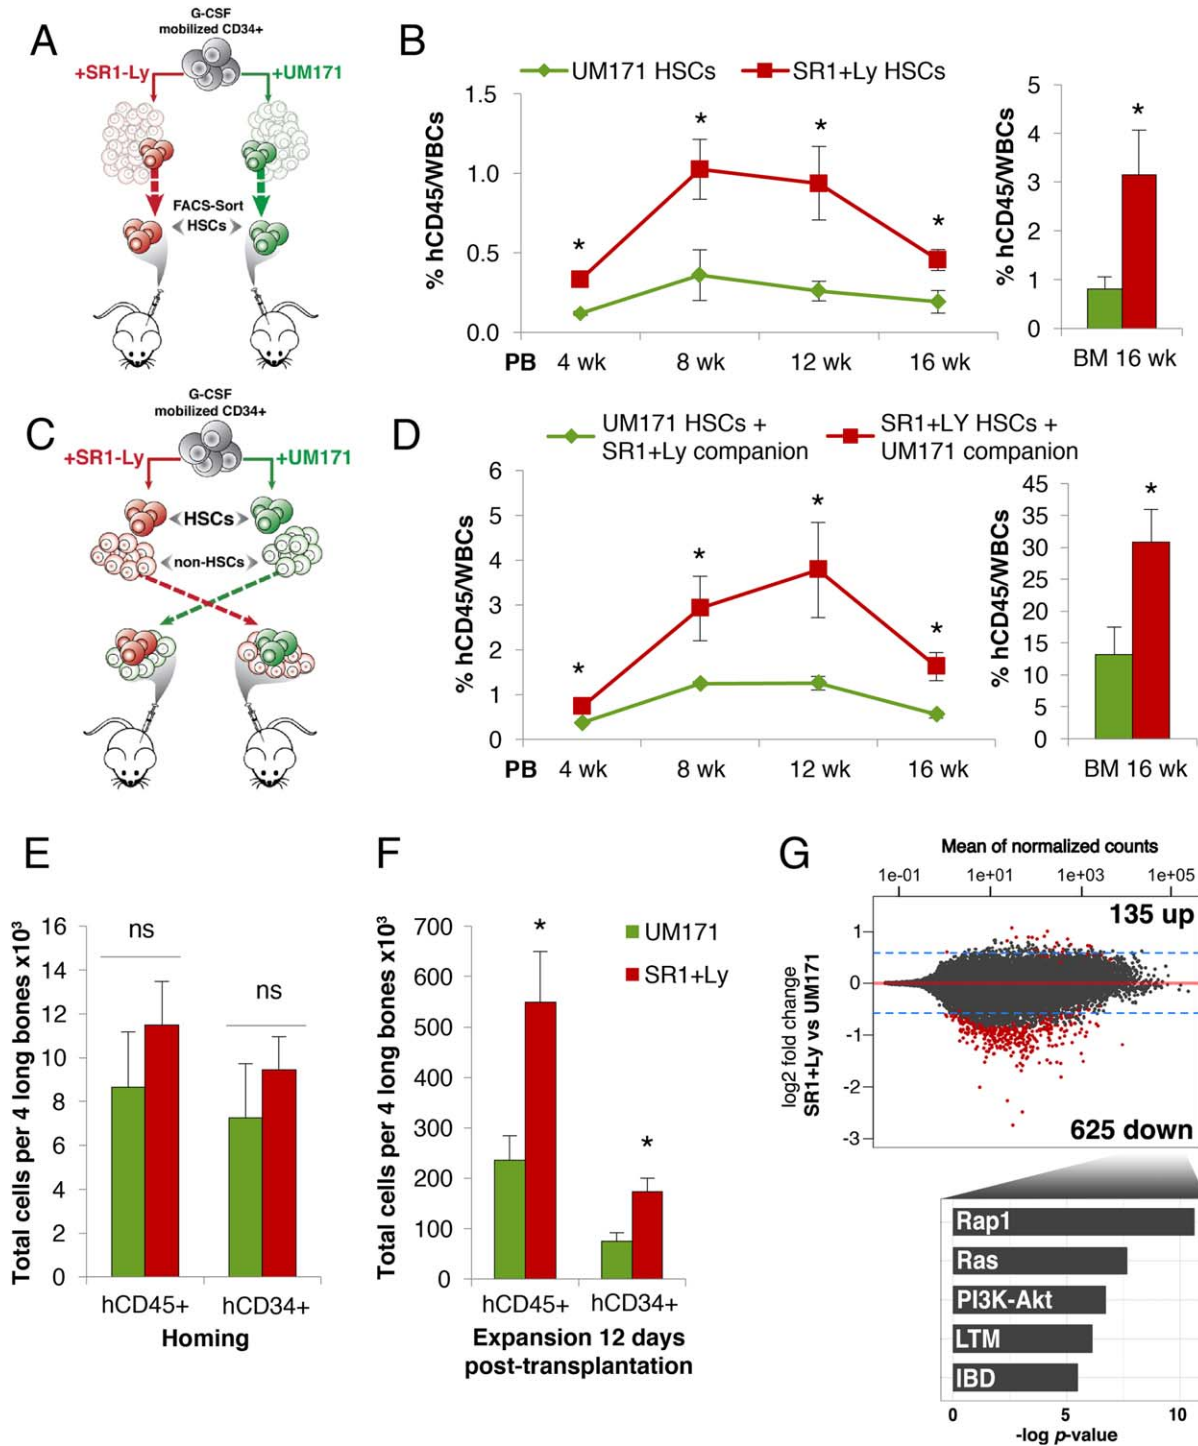 A
G-CSF
mobilized CD34+
+SR1-Ly
+UM171
FACS-Sort
HSCs
B
UM171 HSCs
SR1+Ly HSCs
% hCD45/WBCs
1.5
1.0
0.5
0.0
PB 4 wk 8 wk 12 wk 16 wk
% hCD45/WBCs
5
4
3
2
1
0
BM 16 wk
* * * * *
C
G-CSF
mobilized CD34+
+SR1-Ly
+UM171
HSCs
non-HSCs
D
UM171 HSCs +
SR1+Ly companion
SR1+LY HSCs +
UM171 companion
% hCD45/WBCs
6
5
4
3
2
1
0
PB 4 wk 8 wk 12 wk 16 wk
% hCD45/WBCs
45
40
35
30
25
20
15
10
5
0
BM 16 wk
* * * * *
E
Total cells per 4 long bones x10³
16
14
12
10
8
6
4
2
0
ns
ns
hCD45+ hCD34+
Homing
F
Total cells per 4 long bones x10³
700
600
500
400
300
200
100
0
* *
UM171
SR1+Ly
hCD45+ hCD34+
Expansion 12 days
post-transplantation
G
Mean of normalized counts
1e-01 1e+01 1e+03 1e+05
135 up
log2 fold change
SR1+Ly vs UM171
1
0
-1
-2
-3
625 down
Rap1
Ras
PI3K-Akt
LTM
IBD
0 5 10
-log p-value